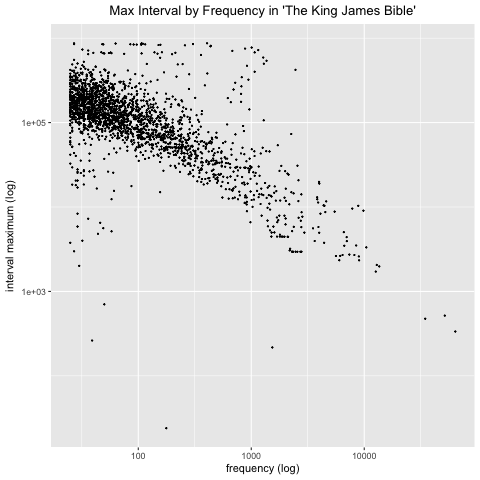 Max Interval by Frequency in 'The King James Bible'
interval maximum (log)
1e+05
1e+03
100
1000
10000
frequency (log)